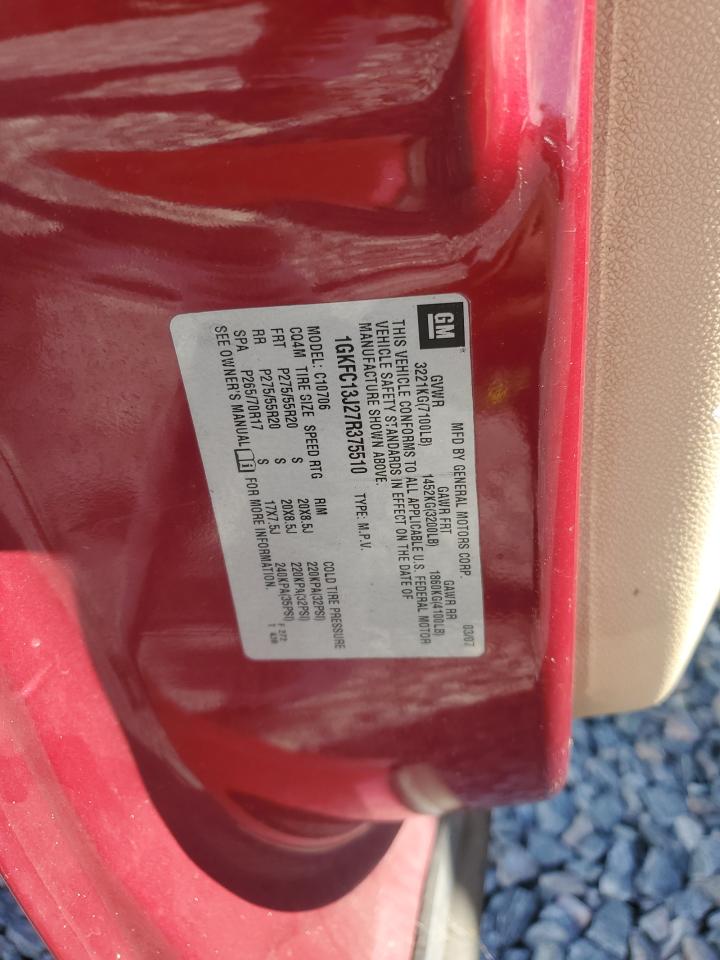 GM
MFD BY GENERAL MOTORS CORP. 03/07
GVWR GAWR FRT GAWR RR
3221KG(7100LB) 1452KG(3200LB) 1860KG(4100LB)
THIS VEHICLE CONFORMS TO ALL APPLICABLE U.S. FEDERAL MOTOR
VEHICLE SAFETY STANDARDS IN EFFECT ON THE DATE OF
MANUFACTURE SHOWN ABOVE.
1GKFC13J27R375510 TYPE: M.P.V.
MODEL: C10706
CQ4M TIRE SIZE SPEED RTG RIM COLD TIRE PRESSURE
FRT P275/55R20 S 20X8.5J 220KPA(32PSI)
RR P275/55R20 S 20X8.5J 220KPA(32PSI)
SPA P265/70R17 S 17X7.5J 240KPA(35PSI)
SEE OWNER'S MANUAL FOR MORE INFORMATION.
F 272